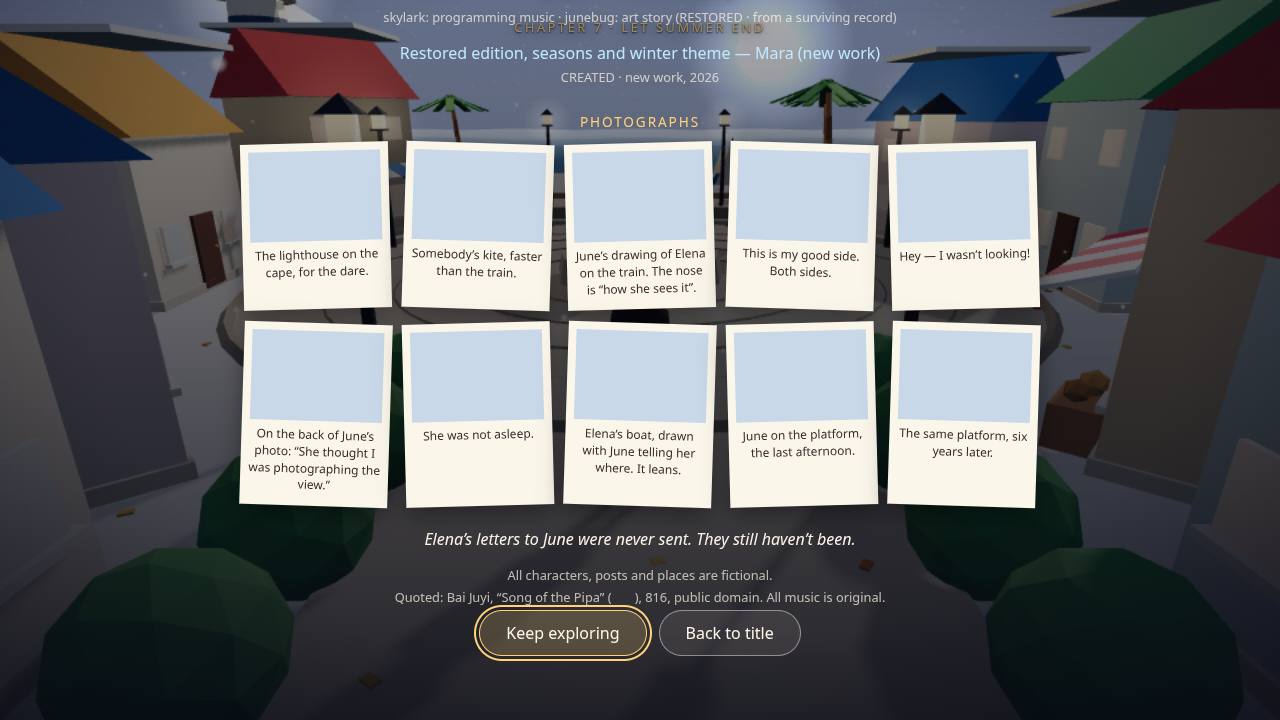 skylark: programming music · junebug: art story (RESTORED · from a surviving record)
CHAPTER 7 · LET SUMMER END
Restored edition, seasons and winter theme — Mara (new work)
CREATED · new work, 2026
PHOTOGRAPHS
The lighthouse on the
cape, for the dare.
Somebody’s kite, faster
than the train.
June’s drawing of Elena
on the train. The nose
is “how she sees it”.
This is my good side.
Both sides.
Hey — I wasn’t looking!
On the back of June’s
photo: “She thought I
was photographing the
view.”
She was not asleep.
Elena’s boat, drawn
with June telling her
where. It leans.
June on the platform,
the last afternoon.
The same platform, six
years later.
Elena’s letters to June were never sent. They still haven’t been.
All characters, posts and places are fictional.
Quoted: Bai Juyi, “Song of the Pipa” ( ), 816, public domain. All music is original.
Keep exploring
Back to title